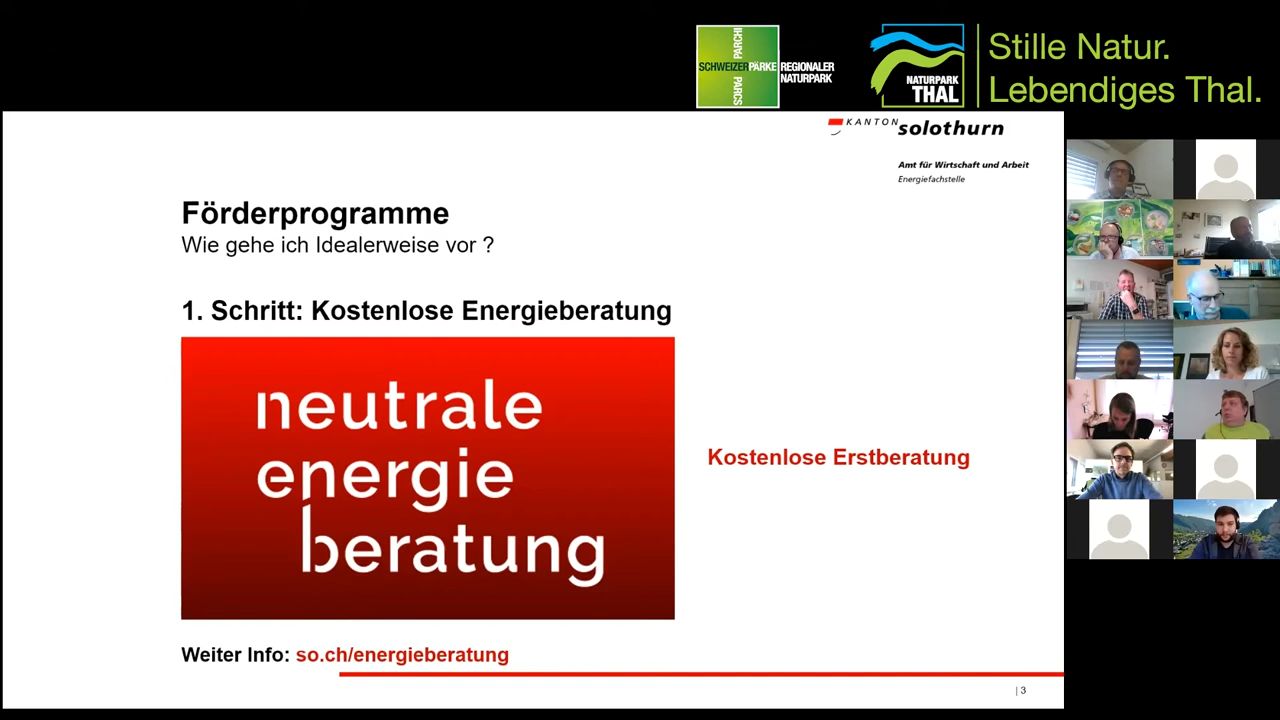 PARCHI
SCHWEIZER PÄRKE
PARCS
REGIONALER
NATURPARK
NATURPARK
THAL
Stille Natur.
Lebendiges Thal.
KANTON solothurn
Amt für Wirtschaft und Arbeit
Energiefachstelle
Förderprogramme
Wie gehe ich Idealerweise vor ?
1. Schritt: Kostenlose Energieberatung
neutrale
energie
beratung
Kostenlose Erstberatung
Weiter Info: so.ch/energieberatung
| 3